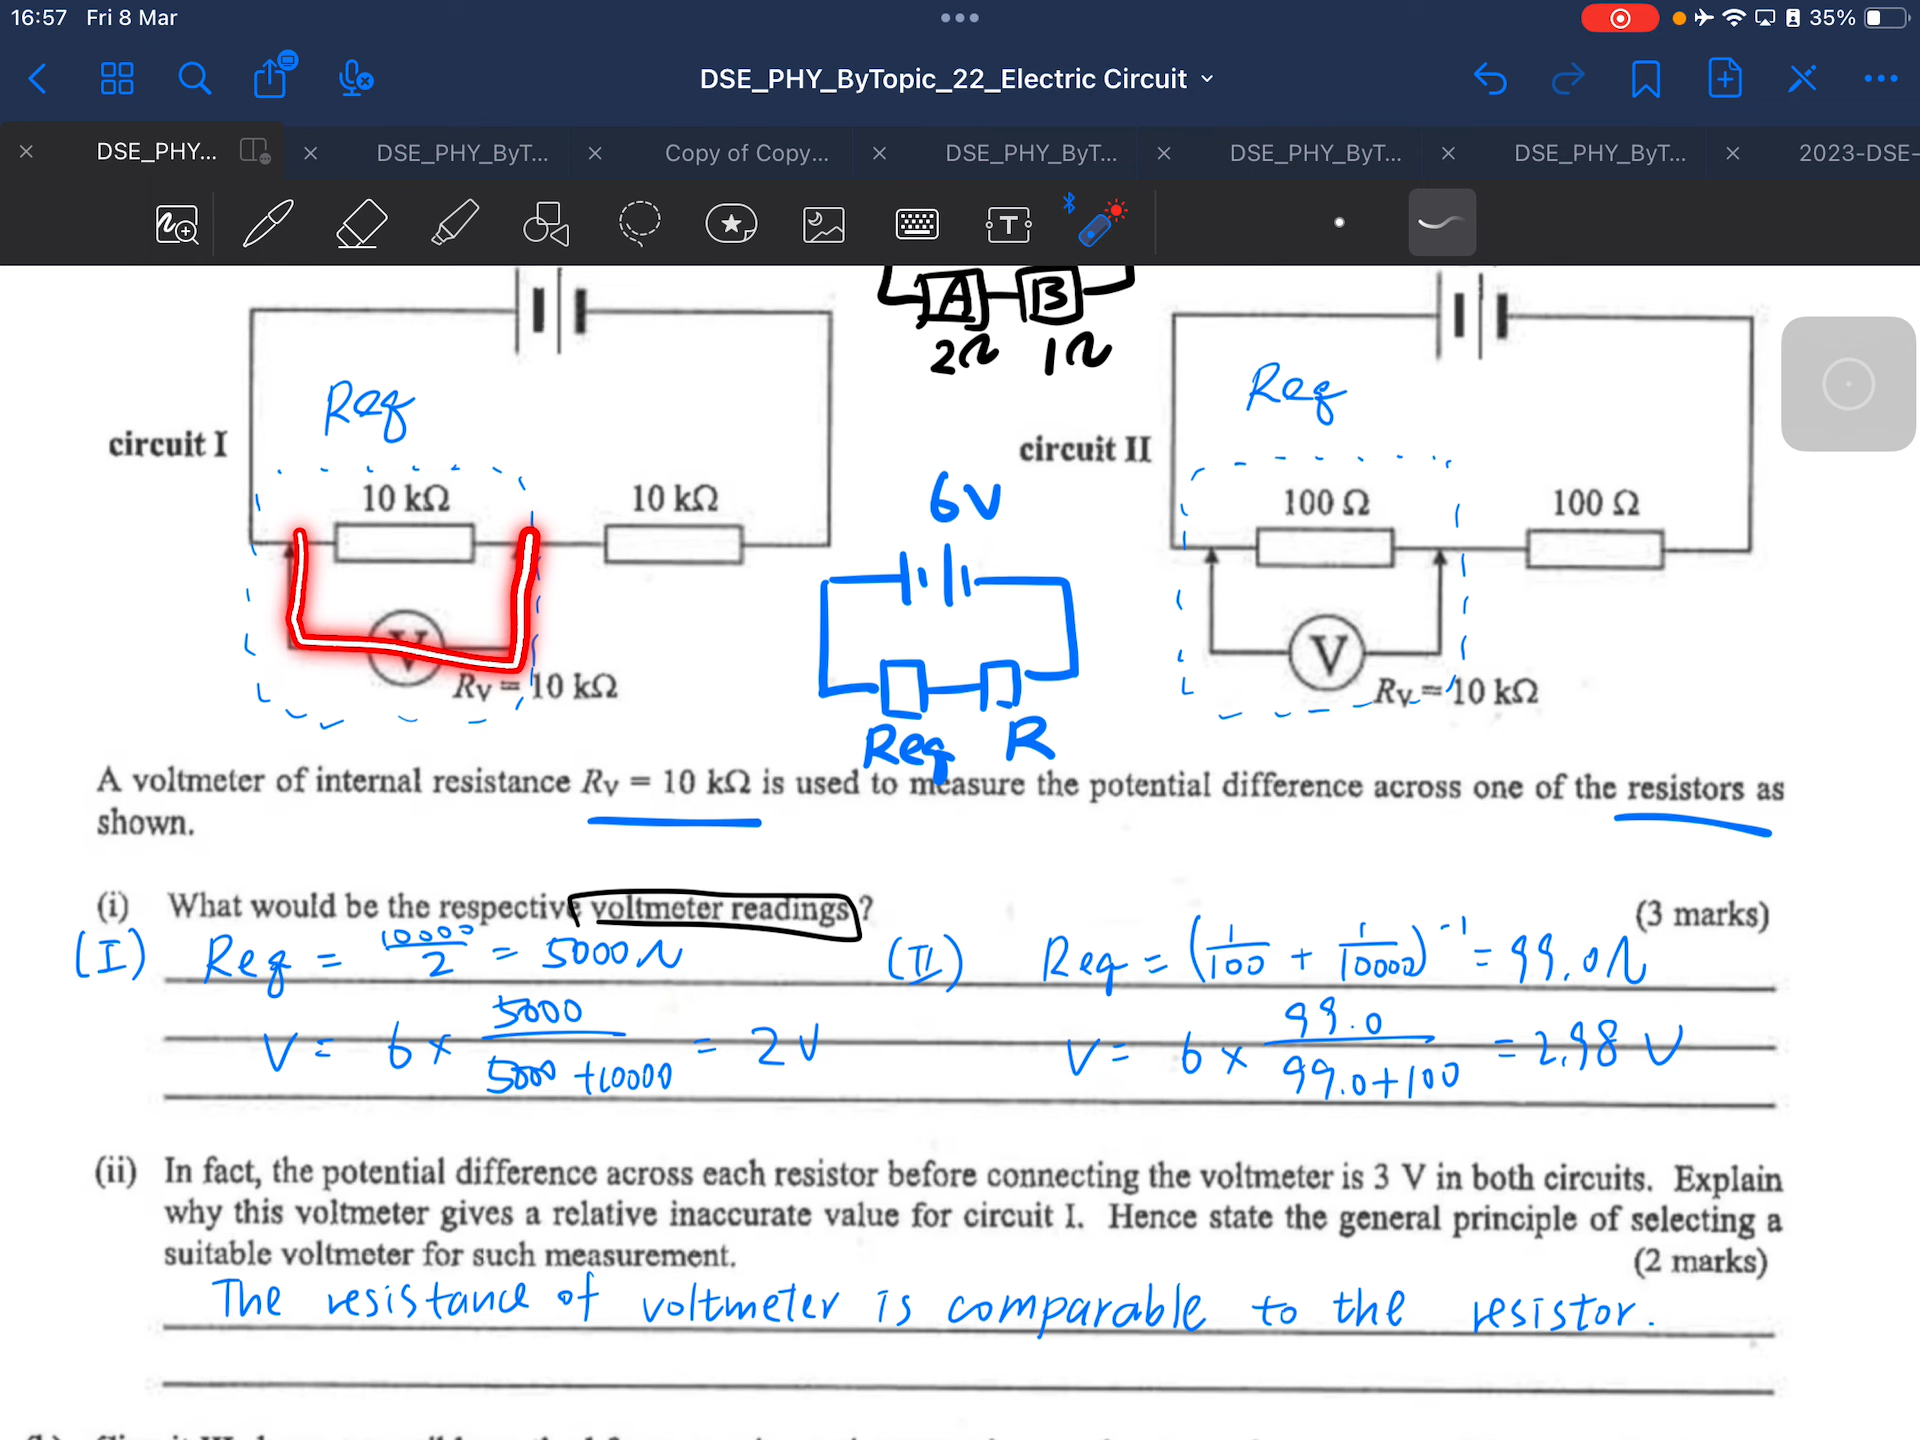 16:57 Fri 8 Mar
35%
DSE_PHY_ByTopic_22_Electric Circuit
DSE_PHY... DSE_PHY_ByT... Copy of Copy... DSE_PHY_ByT... DSE_PHY_ByT... DSE_PHY_ByT... 2023-DSE-
T
A B
2Ω 1Ω
Req
Req
circuit I
circuit II
10 kΩ 10 kΩ
6V
100 Ω 100 Ω
V
V
RV = 10 kΩ
RV = 10 kΩ
Req R
A voltmeter of internal resistance RV = 10 kΩ is used to measure the potential difference across one of the resistors as
shown.
(i) What would be the respective voltmeter readings? (3 marks)
(I) Req = 10000/2 = 5000Ω (II) Req = (1/100 + 1/10000)^-1 = 99.0Ω
V = 6 × 5000/(5000 + 10000) = 2V V = 6 × 99.0/(99.0+100) = 2.98 V
(ii) In fact, the potential difference across each resistor before connecting the voltmeter is 3 V in both circuits. Explain
why this voltmeter gives a relative inaccurate value for circuit I. Hence state the general principle of selecting a
suitable voltmeter for such measurement. (2 marks)
The resistance of voltmeter is comparable to the resistor.